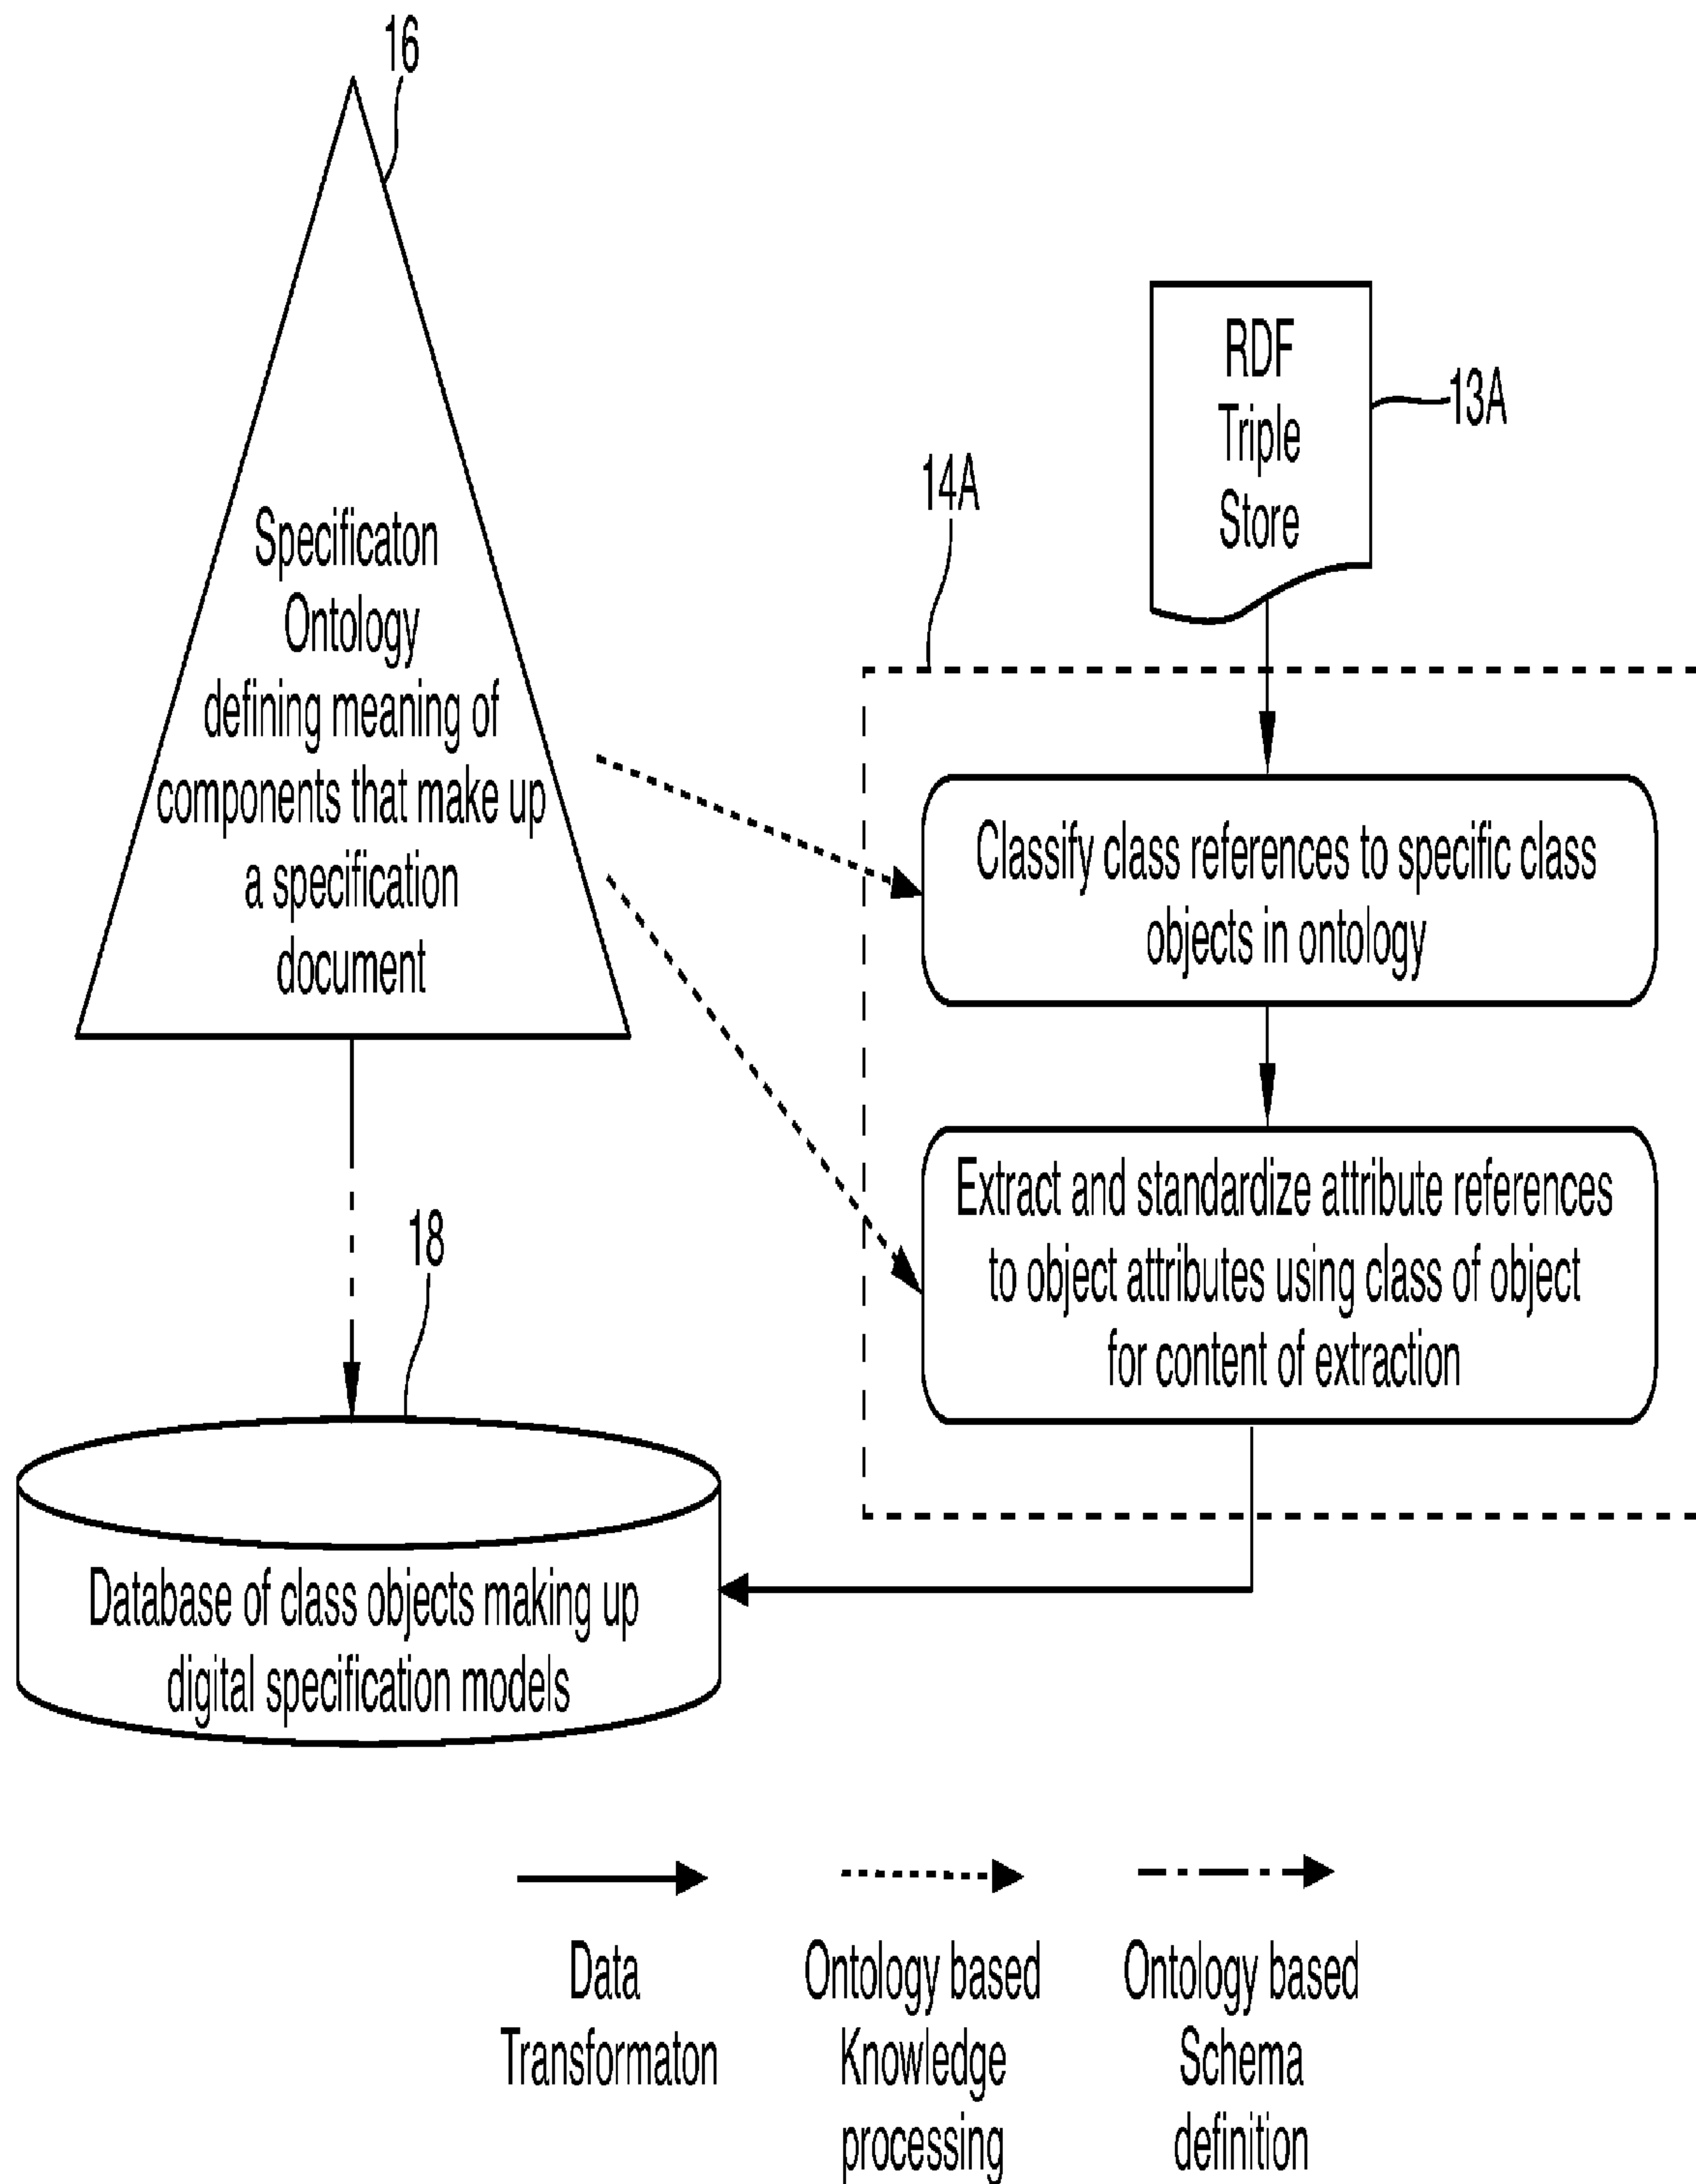 16
Specificaton
Ontology
defining meaning of
components that make up
a specification
document
RDF
Triple
Store
13A
14A
Classify class references to specific class
objects in ontology
Extract and standardize attribute references
to object attributes using class of object
for content of extraction
18
Database of class objects making up
digital specification models
Data
Transformaton
Ontology based
Knowledge
processing
Ontology based
Schema
definition